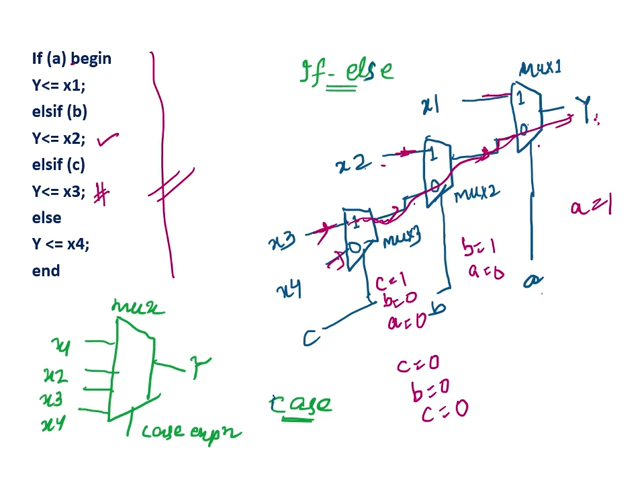 If (a) begin
Y<= x1;
elsif (b)
Y<= x2;
elsif (c)
Y<= x3;
else
Y <= x4;
end
If-else
mux1
x1
1
0
Y
x2
1
0
mux2
x3
1
0
mux3
x4
a=1
b=1
a=0
a
c=1
b=0
a=0
b
c
c=0
b=0
c=0
mux
x1
x2
x3
x4
Y
case expn
case